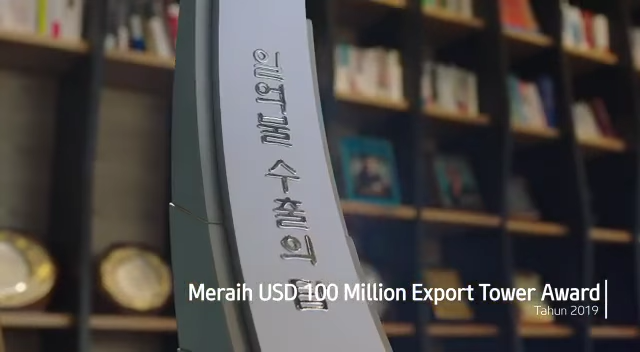 일억불 수출의 탑
Meraih USD 100 Million Export Tower Award
Tahun 2019